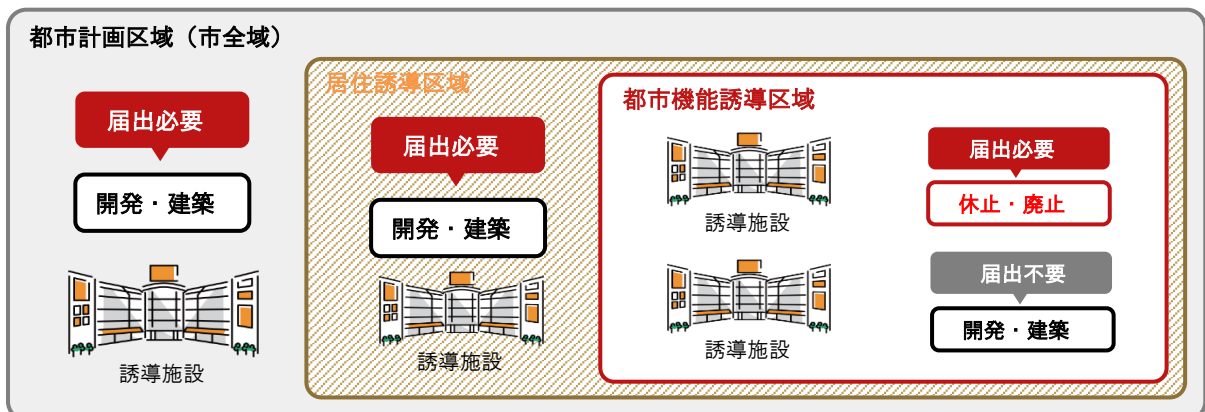 都市計画区域（市全域）
届出必要
開発・建築
誘導施設
居住誘導区域
届出必要
開発・建築
誘導施設
都市機能誘導区域
誘導施設
届出必要
休止・廃止
誘導施設
届出不要
開発・建築